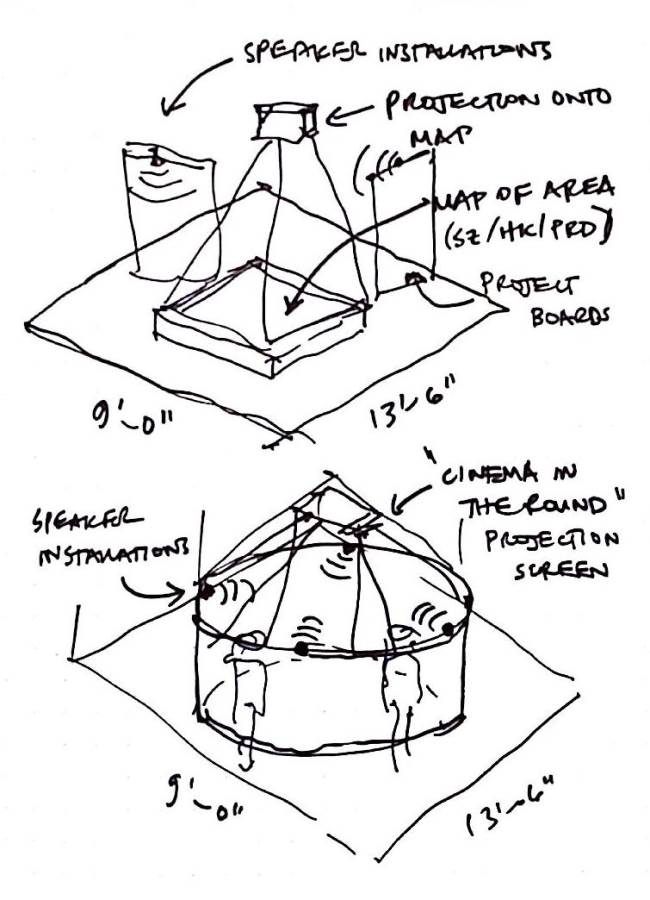 SPEAKER INSTALLATIONS
PROJECTION ONTO
MAP
MAP OF AREA
(SZ/HK/PRD)
PROJECT
BOARDS
9'-0"
13'-6"
"CINEMA IN
THE ROUND"
PROJECTION
SCREEN
SPEAKER
INSTALLATIONS
9'-0"
13'-6"